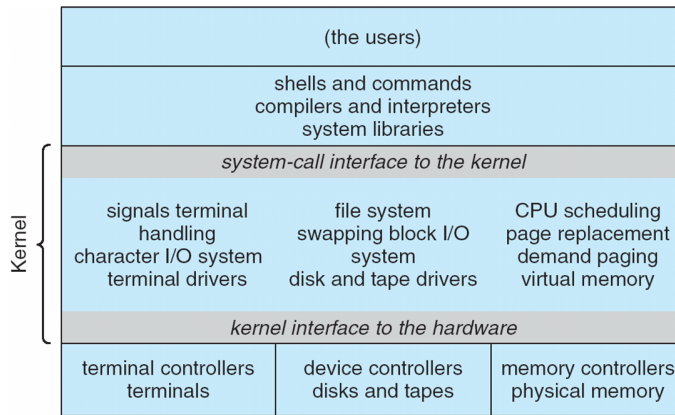 (the users)
shells and commands
compilers and interpreters
system libraries
Kernel
system-call interface to the kernel
signals terminal
handling
character I/O system
terminal drivers
file system
swapping block I/O
system
disk and tape drivers
CPU scheduling
page replacement
demand paging
virtual memory
kernel interface to the hardware
terminal controllers
terminals
device controllers
disks and tapes
memory controllers
physical memory